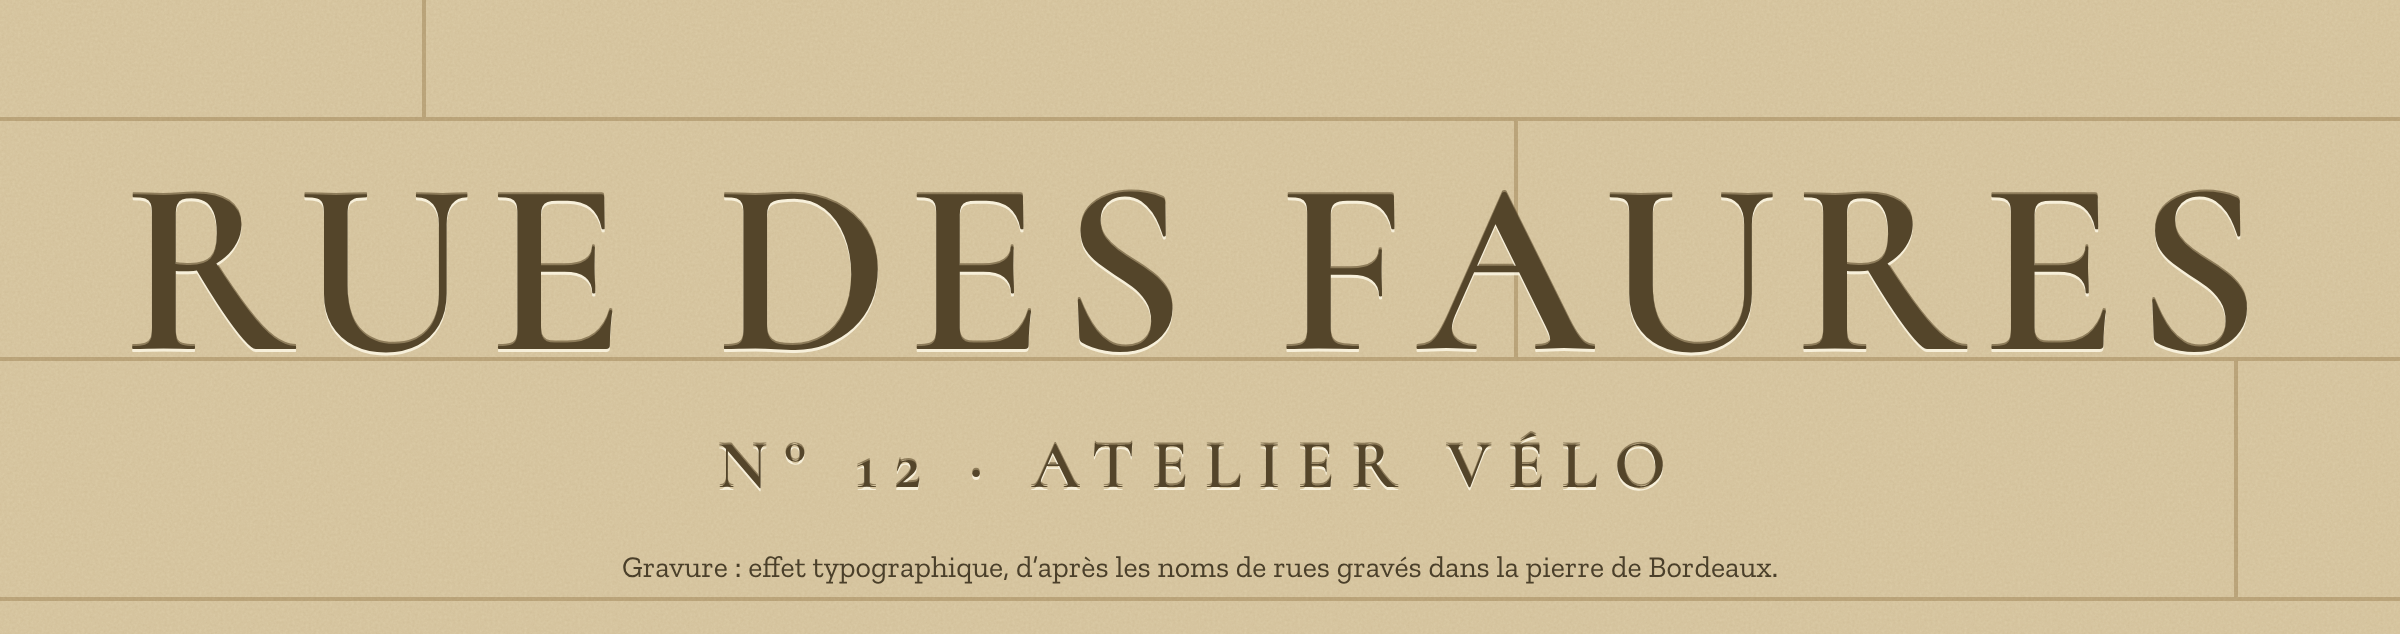 RUE DES FAURES
Nº 12 · ATELIER VÉLO
Gravure : effet typographique, d’après les noms de rues gravés dans la pierre de Bordeaux.